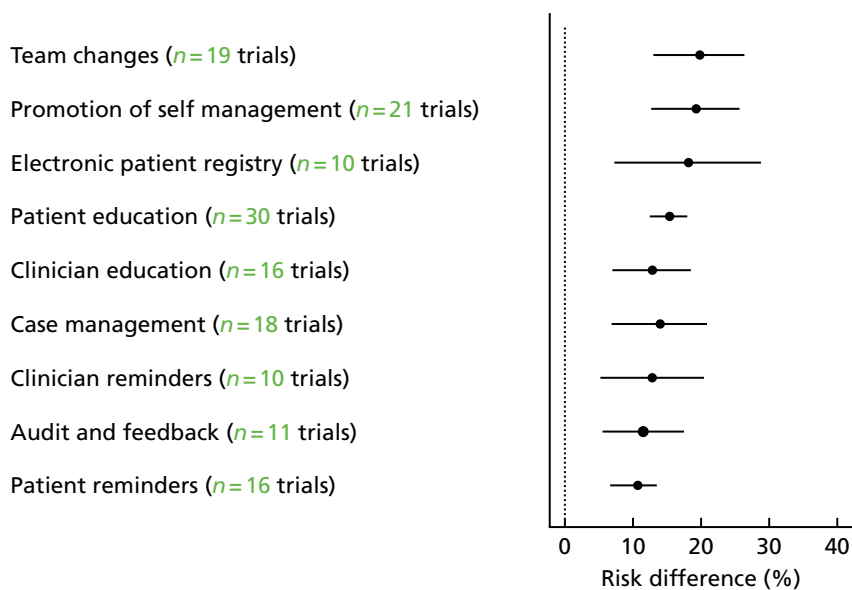 Team changes (n=19 trials)
Promotion of self management (n=21 trials)
Electronic patient registry (n=10 trials)
Patient education (n=30 trials)
Clinician education (n=16 trials)
Case management (n=18 trials)
Clinician reminders (n=10 trials)
Audit and feedback (n=11 trials)
Patient reminders (n=16 trials)
0 10 20 30 40
Risk difference (%)